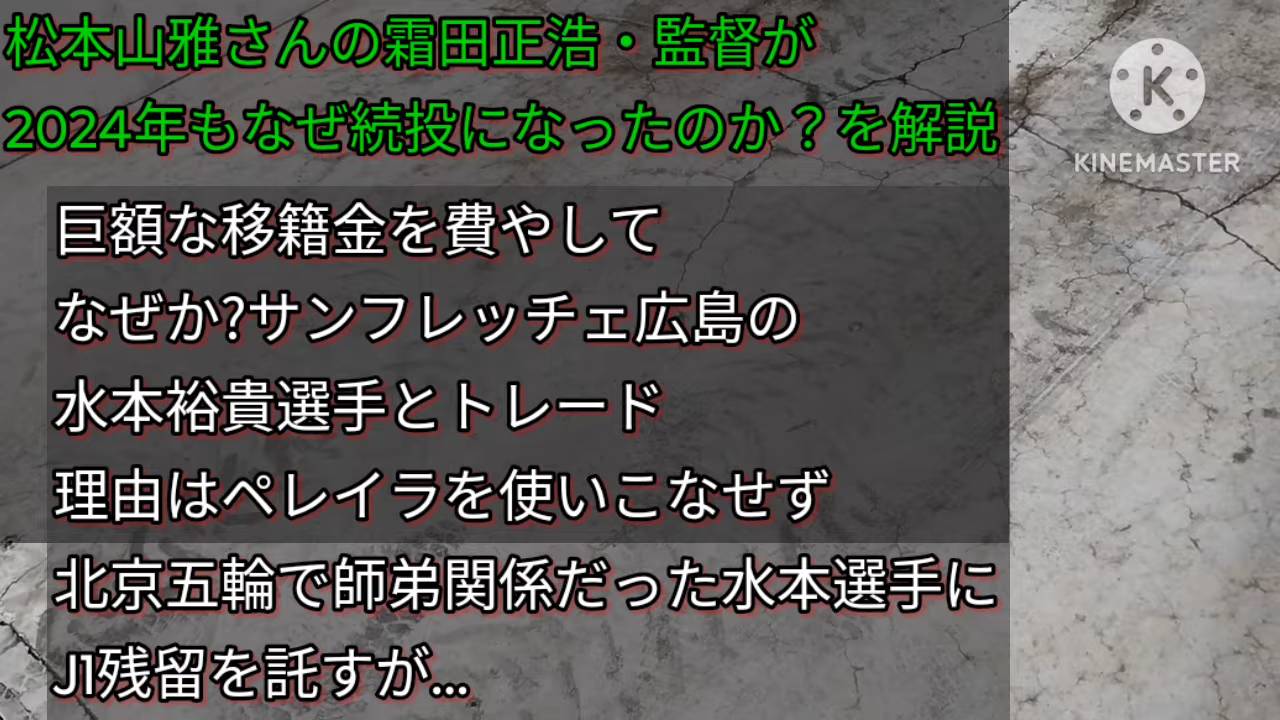 松本山雅さんの霜田正浩・監督が
2024年もなぜ続投になったのか？を解説
巨額な移籍金を費やして
なぜか?サンフレッチェ広島の
水本裕貴選手とトレード
理由はペレイラを使いこなせず
北京五輪で師弟関係だった水本選手に
J1残留を託すが...
K
KINEMASTER